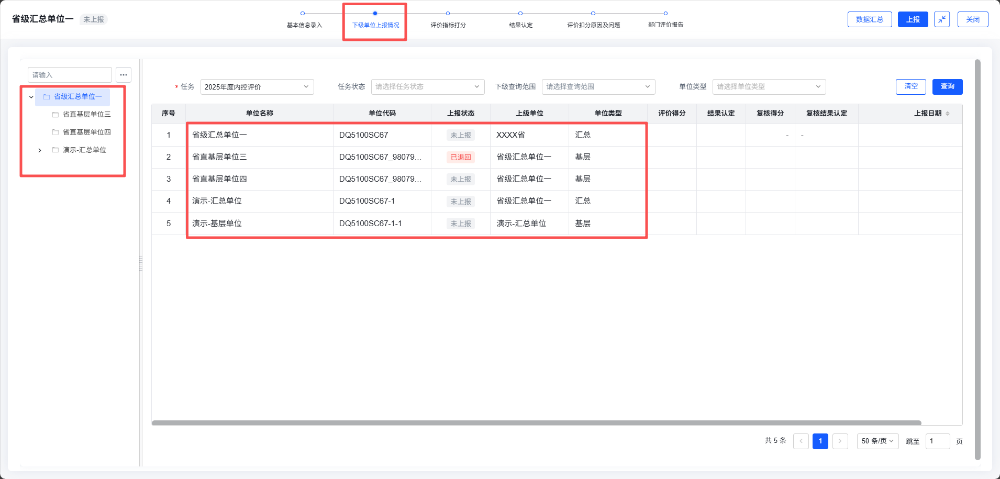 省级汇总单位一 未上报
基本信息录入 下级单位上报情况 评价指标打分 结果认定 评价扣分原因及问题 部门评价报告
数据汇总 上报 关闭
请输入 ...
省级汇总单位一
省直基层单位三
省直基层单位四
演示-汇总单位
* 任务 2025年度内控评价 任务状态 请选择任务状态 下级查询范围 请选择查询范围 单位类型 请选择单位类型 清空 查询
序号 单位名称 单位代码 上报状态 上级单位 单位类型 评价得分 结果认定 复核得分 复核结果认定 上报日期
1 省级汇总单位一 DQ5100SC67 未上报 XXXX省 汇总 - -
2 省直基层单位三 DQ5100SC67_98079... 已退回 省级汇总单位一 基层
3 省直基层单位四 DQ5100SC67_98079... 未上报 省级汇总单位一 基层
4 演示-汇总单位 DQ5100SC67-1 未上报 省级汇总单位一 汇总
5 演示-基层单位 DQ5100SC67-1-1 未上报 演示-汇总单位 基层
共 5 条 1 50 条/页 跳至 1 页